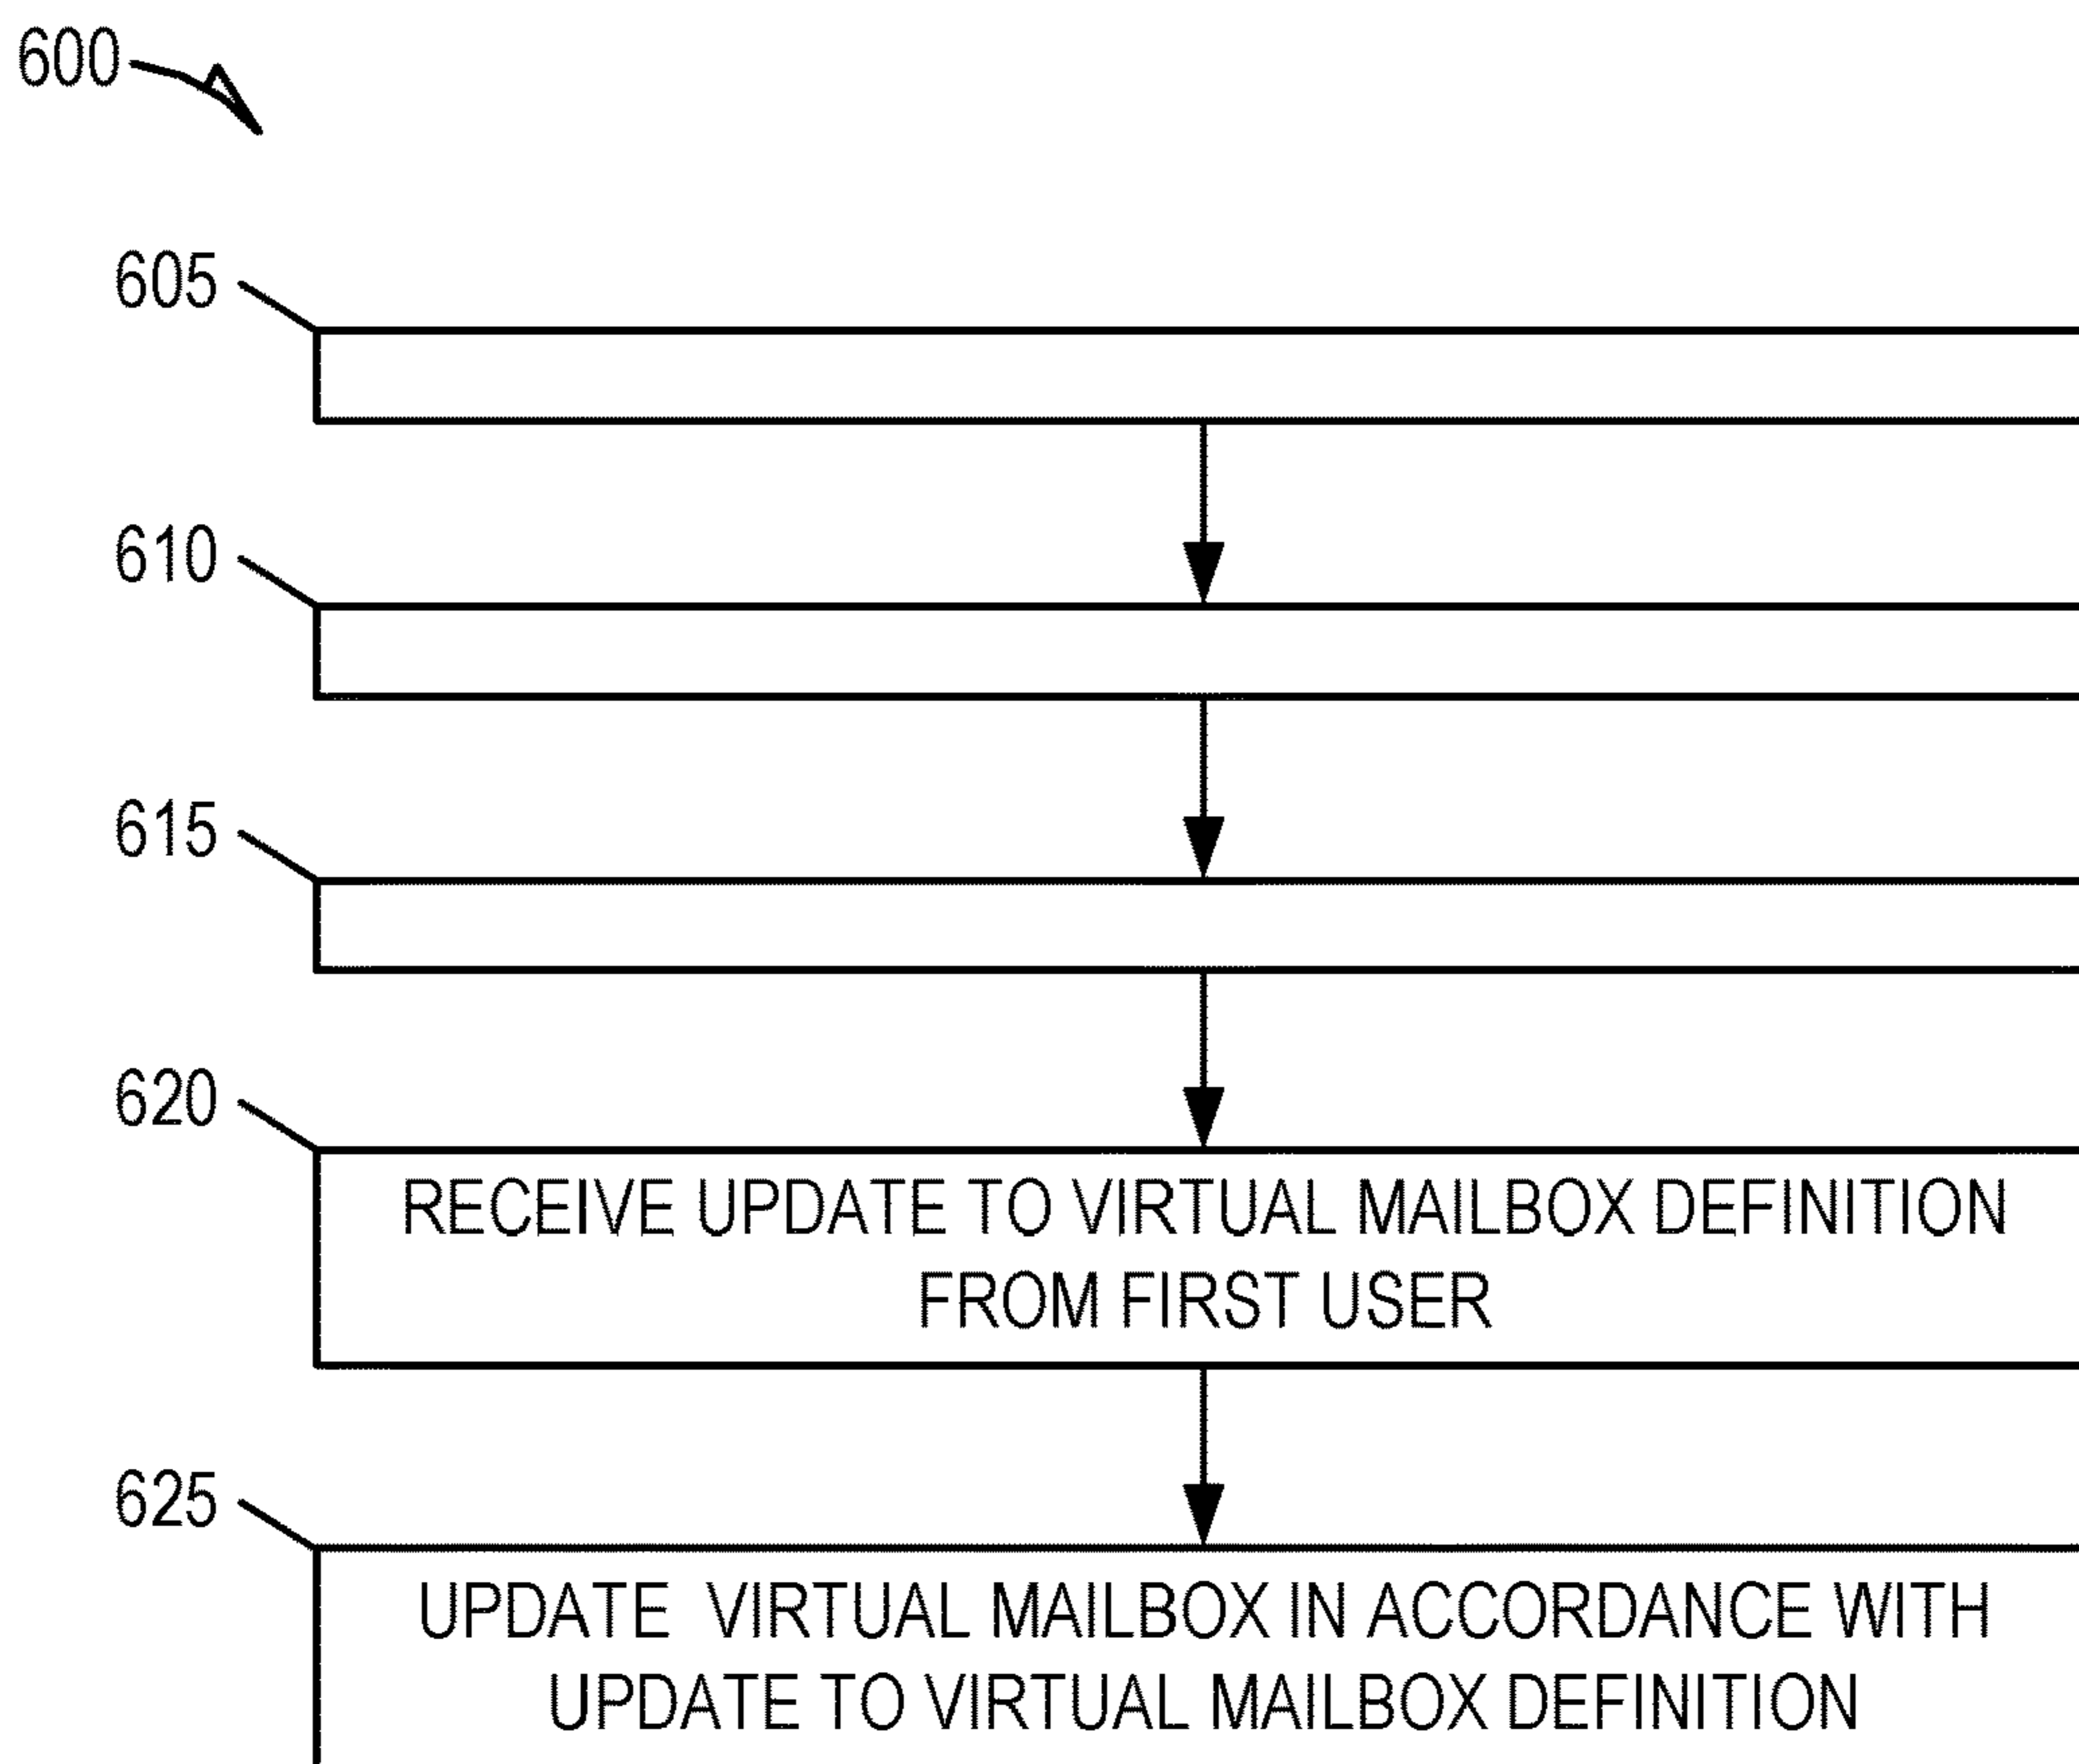 600
605
610
615
620
RECEIVE UPDATE TO VIRTUAL MAILBOX DEFINITION
FROM FIRST USER
625
UPDATE VIRTUAL MAILBOX IN ACCORDANCE WITH
UPDATE TO VIRTUAL MAILBOX DEFINITION